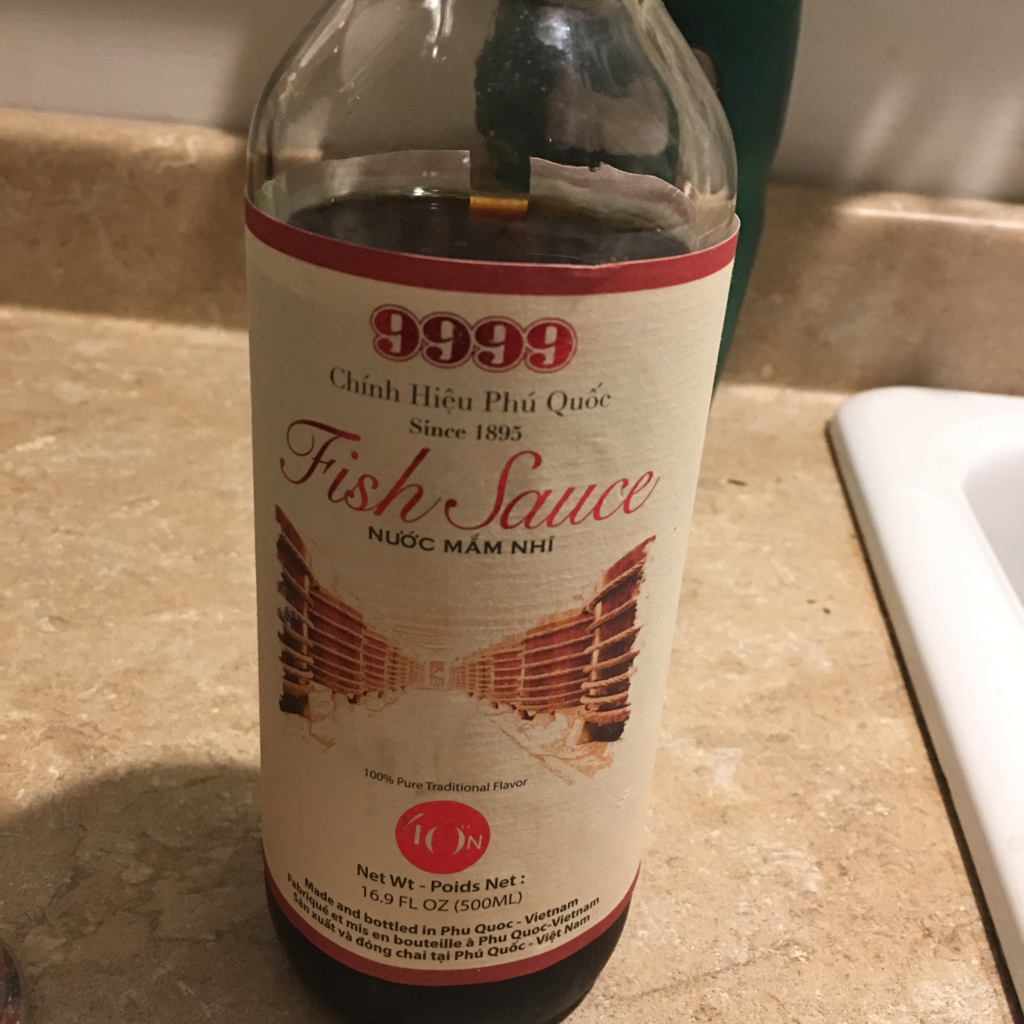 9999
Chính Hiệu Phú Quốc
Since 1895
Fish Sauce
NƯỚC MẮM NHĨ
100% Pure Traditional Flavor
40°N
Net Wt - Poids Net :
16.9 FL OZ (500ML)
Made and bottled in Phu Quoc - Vietnam
Fabriqué et mis en bouteille à Phu Quoc-Vietnam
Sản xuất và đóng chai tại Phú Quốc - Việt Nam